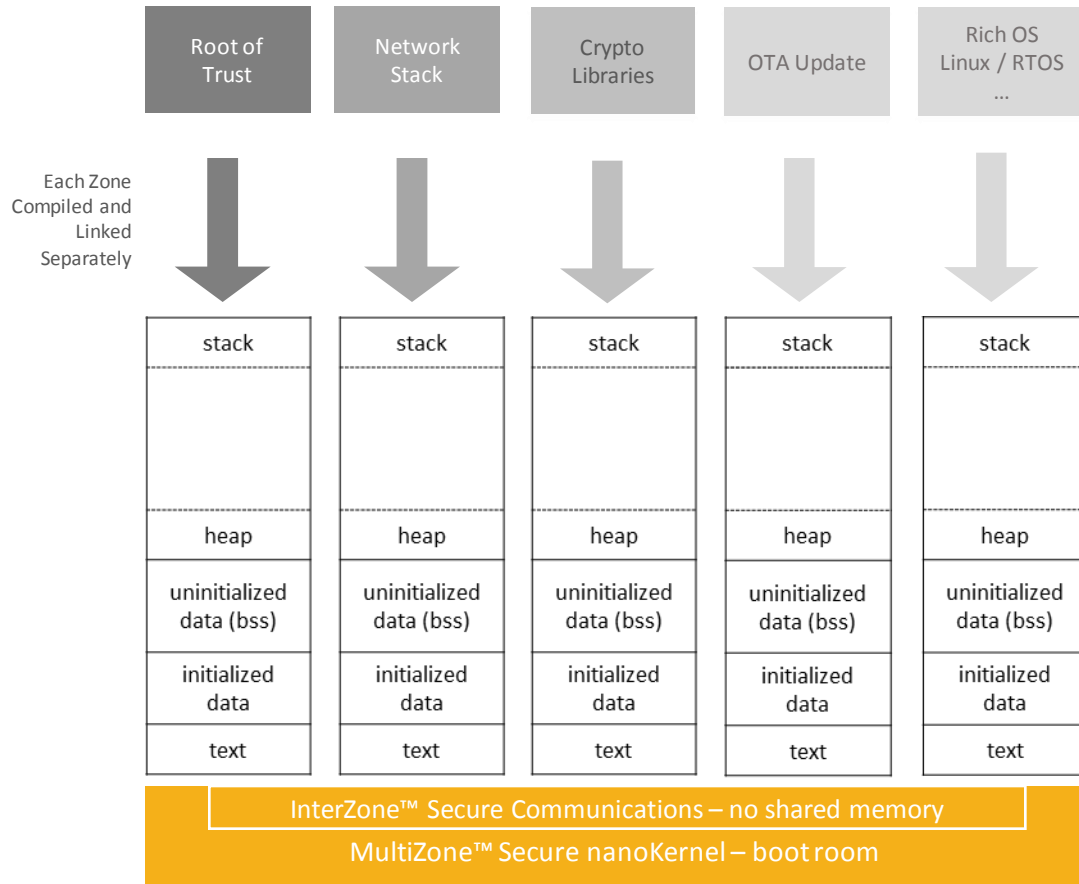 Root of
Trust
Network
Stack
Crypto
Libraries
OTA Update
Rich OS
Linux / RTOS
...
Each Zone
Compiled and
Linked
Separately
stack
stack
stack
stack
stack
heap
heap
heap
heap
heap
uninitialized
data (bss)
uninitialized
data (bss)
uninitialized
data (bss)
uninitialized
data (bss)
uninitialized
data (bss)
initialized
data
initialized
data
initialized
data
initialized
data
initialized
data
text
text
text
text
text
InterZone™ Secure Communications – no shared memory
MultiZone™ Secure nanoKernel – boot room